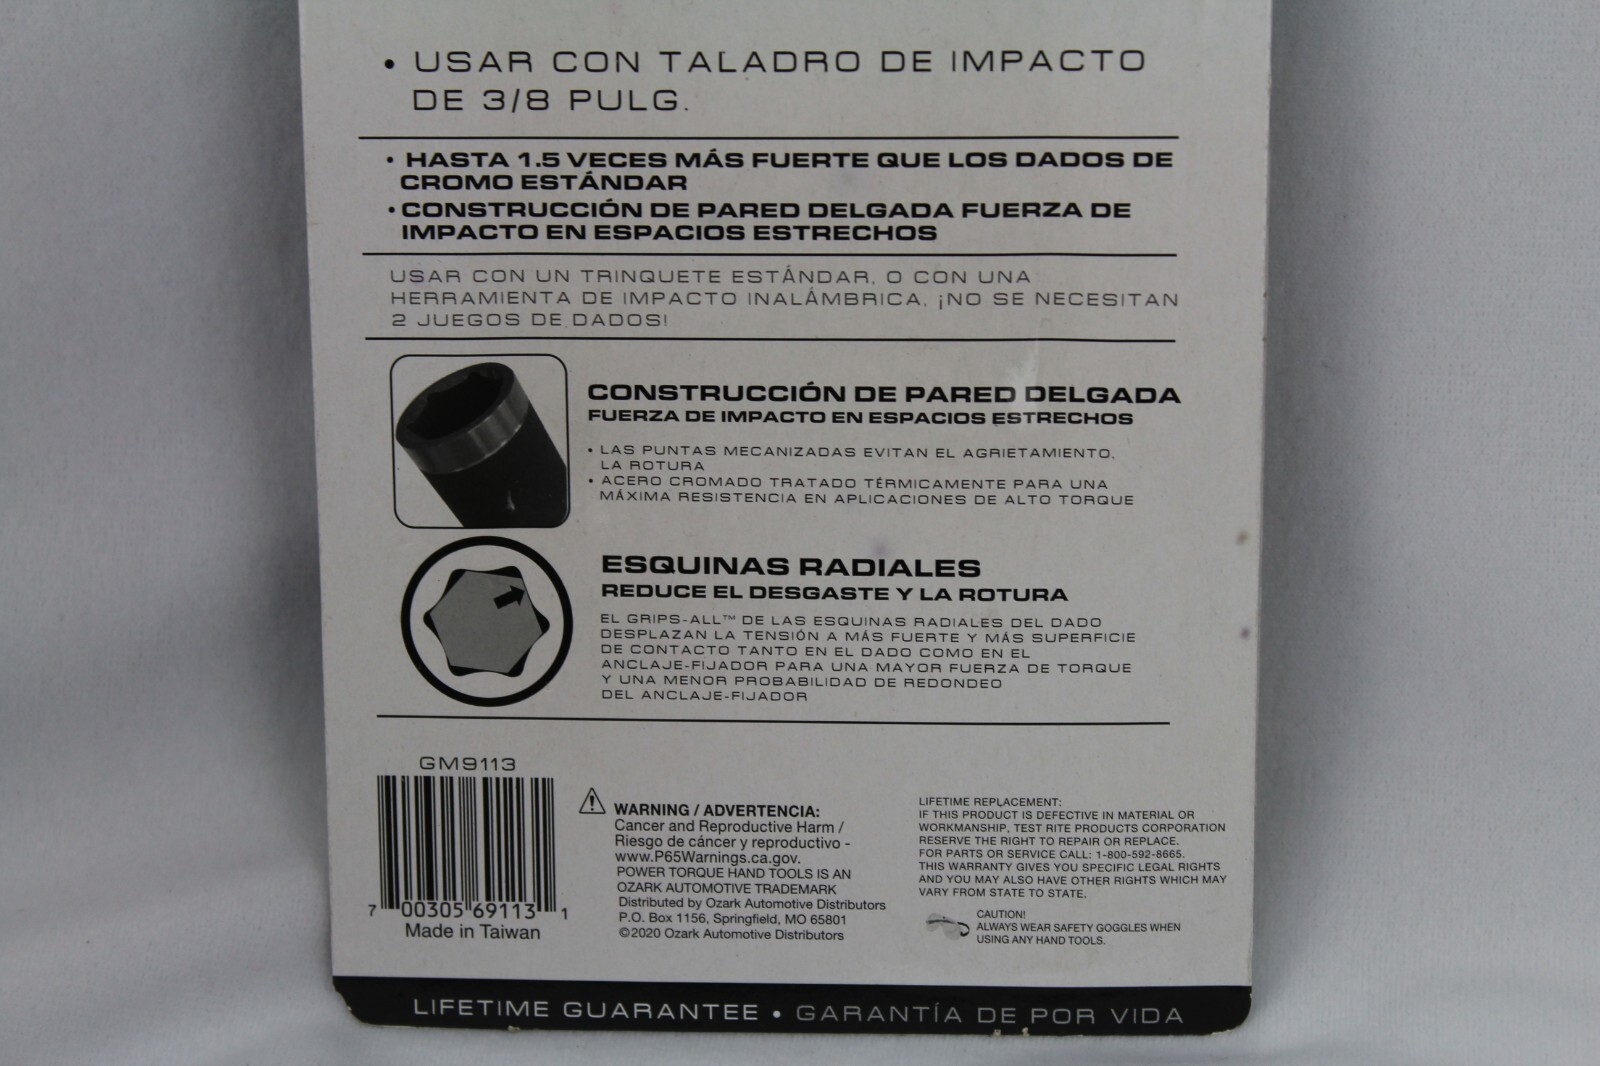 • USAR CON TALADRO DE IMPACTO
DE 3/8 PULG.
• HASTA 1.5 VECES MÁS FUERTE QUE LOS DADOS DE
CROMO ESTÁNDAR
• CONSTRUCCIÓN DE PARED DELGADA FUERZA DE
IMPACTO EN ESPACIOS ESTRECHOS
USAR CON UN TRINQUETE ESTÁNDAR, O CON UNA
HERRAMIENTA DE IMPACTO INALÁMBRICA, ¡NO SE NECESITAN
2 JUEGOS DE DADOS!
CONSTRUCCIÓN DE PARED DELGADA
FUERZA DE IMPACTO EN ESPACIOS ESTRECHOS
• LAS PUNTAS MECANIZADAS EVITAN EL AGRIETAMIENTO,
LA ROTURA
• ACERO CROMADO TRATADO TÉRMICAMENTE PARA UNA
MÁXIMA RESISTENCIA EN APLICACIONES DE ALTO TORQUE
ESQUINAS RADIALES
REDUCE EL DESGASTE Y LA ROTURA
EL GRIPS-ALL™ DE LAS ESQUINAS RADIALES DEL DADO
DESPLAZAN LA TENSIÓN A MÁS FUERTE Y MÁS SUPERFICIE
DE CONTACTO TANTO EN EL DADO COMO EN EL
ANCLAJE-FIJADOR PARA UNA MAYOR FUERZA DE TORQUE
Y UNA MENOR PROBABILIDAD DE REDONDEO
DEL ANCLAJE-FIJADOR
GM9113
7 00305 69113 1
Made in Taiwan
WARNING / ADVERTENCIA:
Cancer and Reproductive Harm /
Riesgo de cáncer y reproductivo -
www.P65Warnings.ca.gov.
POWER TORQUE HAND TOOLS IS AN
OZARK AUTOMOTIVE TRADEMARK
Distributed by Ozark Automotive Distributors
P.O. Box 1156, Springfield, MO 65801
©2020 Ozark Automotive Distributors
LIFETIME REPLACEMENT:
IF THIS PRODUCT IS DEFECTIVE IN MATERIAL OR
WORKMANSHIP, TEST RITE PRODUCTS CORPORATION
RESERVE THE RIGHT TO REPAIR OR REPLACE.
FOR PARTS OR SERVICE CALL: 1-800-592-8665.
THIS WARRANTY GIVES YOU SPECIFIC LEGAL RIGHTS
AND YOU MAY ALSO HAVE OTHER RIGHTS WHICH MAY
VARY FROM STATE TO STATE.
CAUTION!
ALWAYS WEAR SAFETY GOGGLES WHEN
USING ANY HAND TOOLS.
LIFETIME GUARANTEE • GARANTÍA DE POR VIDA